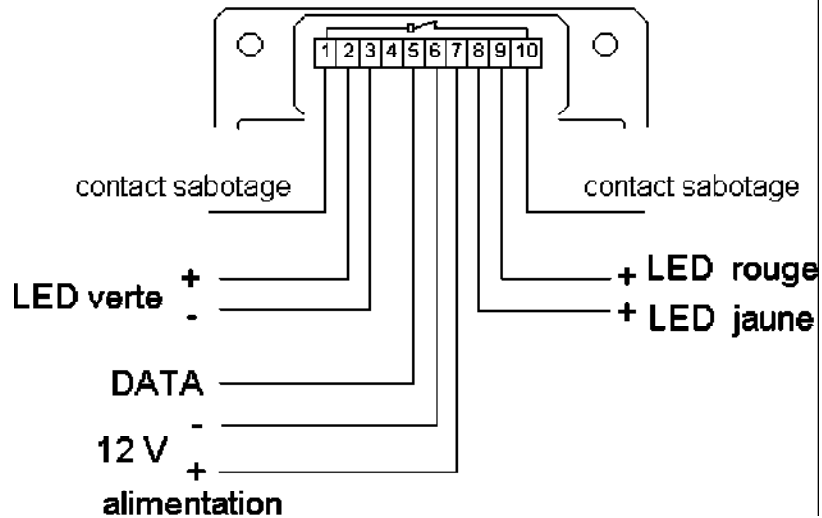 1 2 3 4 5 6 7 8 9 10
contact sabotage
contact sabotage
+
LED verte
-
+ LED rouge
+ LED jaune
DATA
-
12 V
+
alimentation